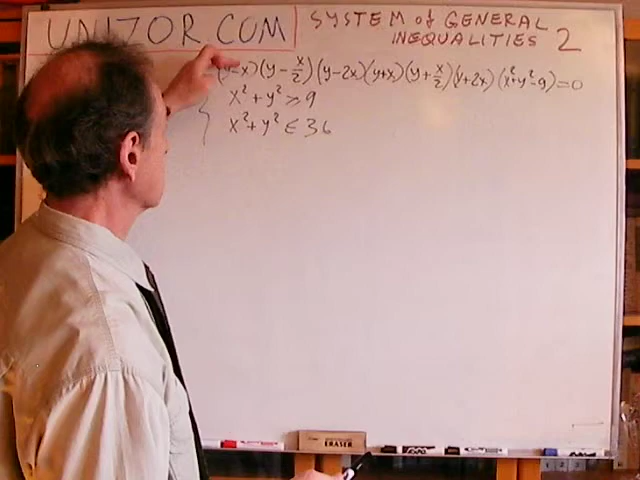 UNIZOR.COM
SYSTEM of GENERAL
INEQUALITIES 2
(y-x)(y-x/2)(y-2x)(y+x)(y+x/2)(y+2x)(x²+y²-9)=0
x²+y²≥9
x²+y²≤36
ERASER